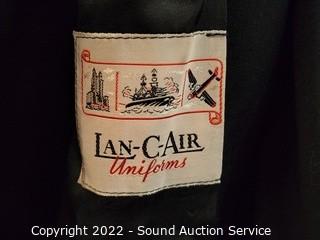 LAN-C-AIR
Uniforms
Copyright 2022 - Sound Auction Service